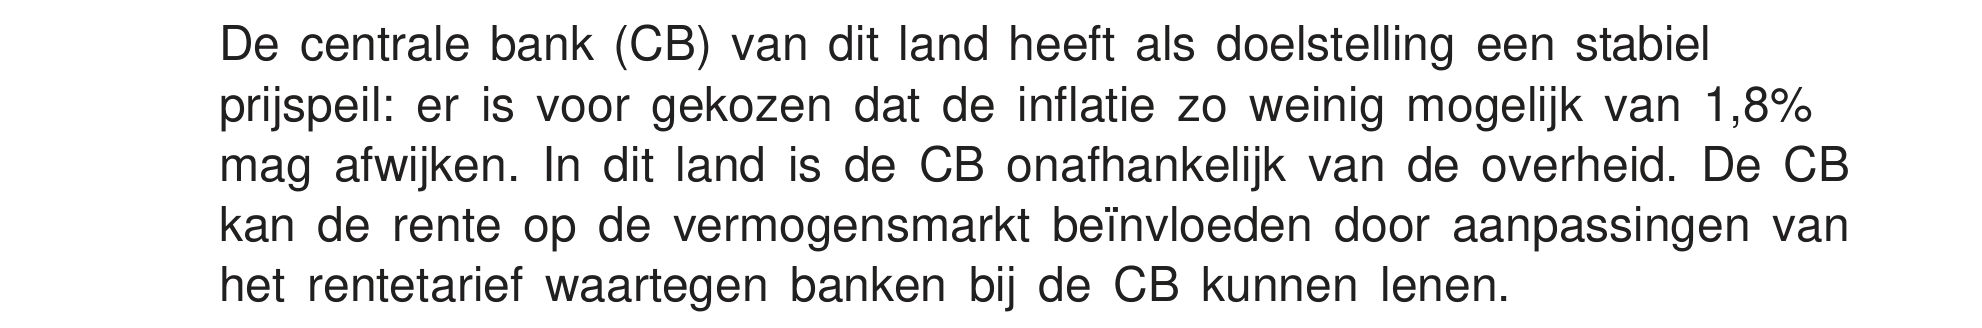 De centrale bank (CB) van dit land heeft als doelstelling een stabiel
prijspeil: er is voor gekozen dat de inflatie zo weinig mogelijk van 1,8%
mag afwijken. In dit land is de CB onafhankelijk van de overheid. De CB
kan de rente op de vermogensmarkt beïnvloeden door aanpassingen van
het rentetarief waartegen banken bij de CB kunnen lenen.